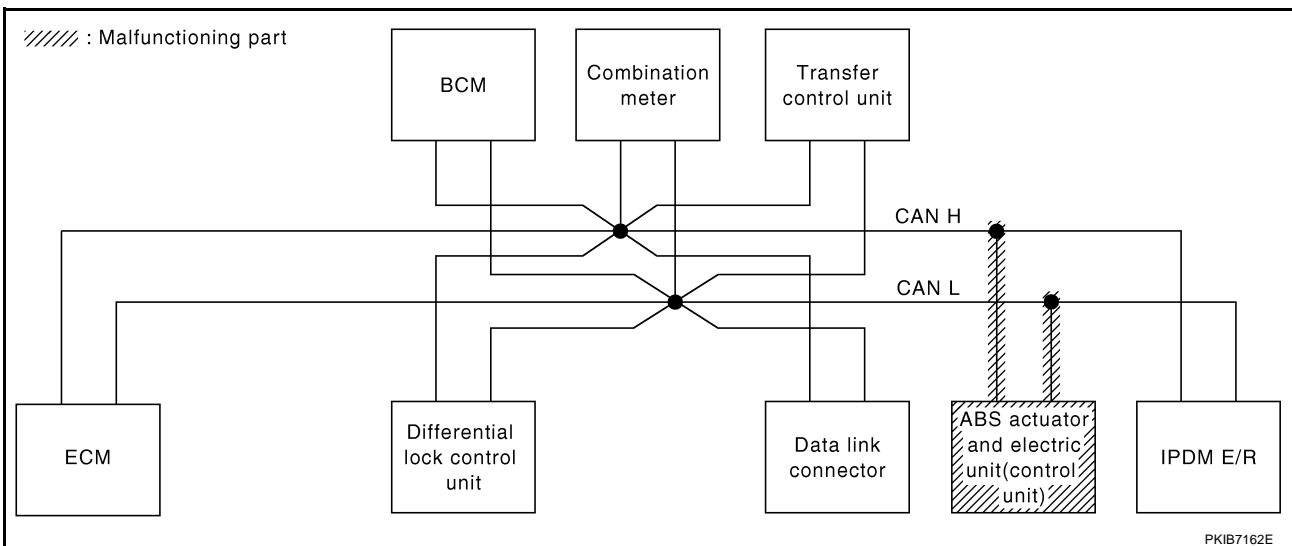 : Malfunctioning part
BCM
Combination
meter
Transfer
control unit
CAN H
CAN L
ECM
Differential
lock control
unit
Data link
connector
ABS actuator
and electric
unit(control
unit)
IPDM E/R
PKIB7162E